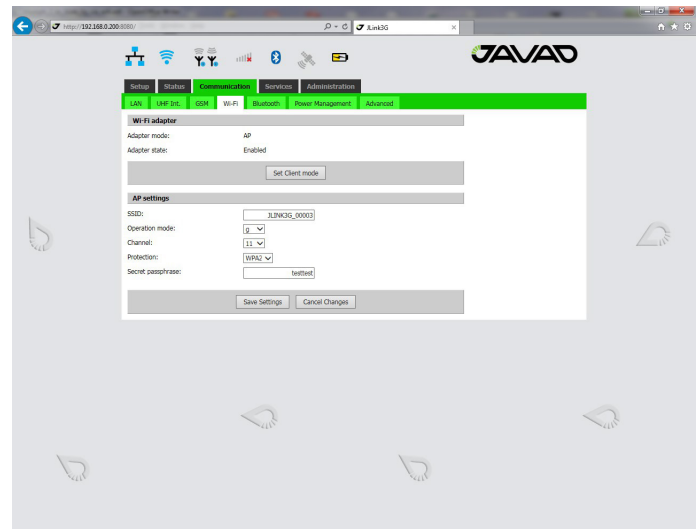 http://192.168.0.200:8080/
JLink3G
JAVAD
Setup Status Communication Services Administration
LAN UHF Int. GSM Wi-Fi Bluetooth Power Management Advanced
Wi-Fi adapter
Adapter mode: AP
Adapter state: Enabled
Set Client mode
AP settings
SSID: JLINK3G_00003
Operation mode: g
Channel: 11
Protection: WPA2
Secret passphrase: testtest
Save Settings Cancel Changes